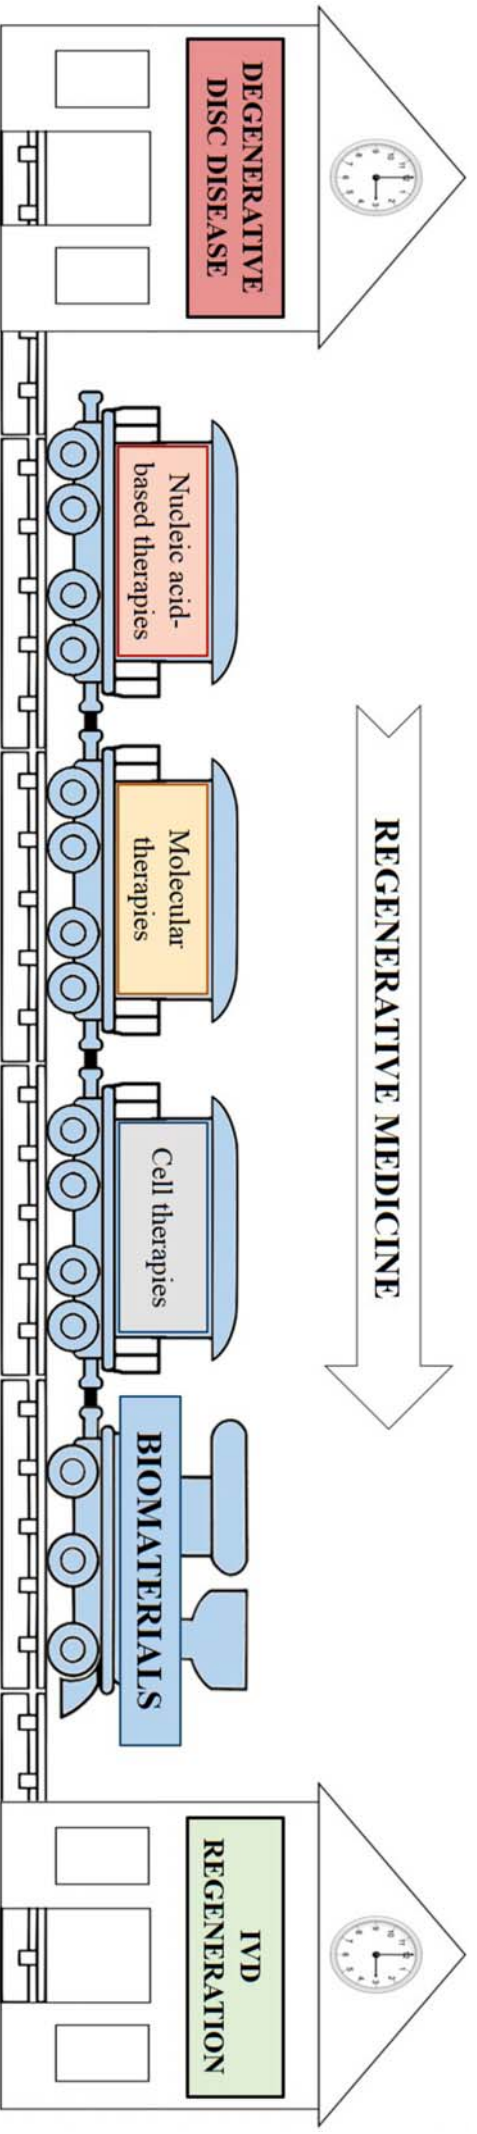 DEGENERATIVE
DISC DISEASE
REGENERATIVE MEDICINE
Nucleic acid-
based therapies
Molecular
therapies
Cell therapies
BIOMATERIALS
IVD
REGENERATION